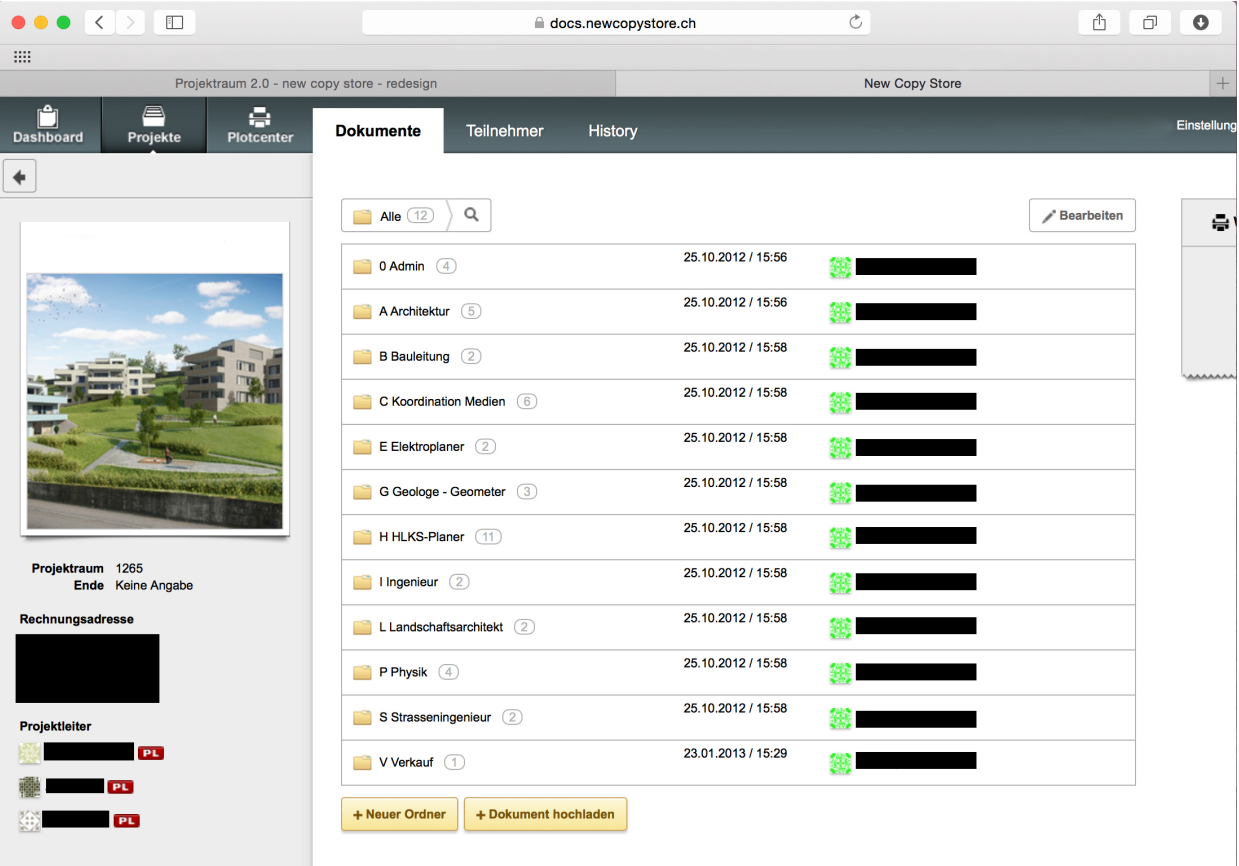 docs.newcopystore.ch
Projektraum 2.0 - new copy store - redesign
New Copy Store
Dashboard
Projekte
Plotcenter
Dokumente
Teilnehmer
History
Einstellung
Alle 12
Bearbeiten
0 Admin 4 25.10.2012 / 15:56
A Architektur 5 25.10.2012 / 15:56
B Bauleitung 2 25.10.2012 / 15:58
C Koordination Medien 6 25.10.2012 / 15:58
E Elektroplaner 2 25.10.2012 / 15:58
G Geologe - Geometer 3 25.10.2012 / 15:58
H HLKS-Planer 11 25.10.2012 / 15:58
I Ingenieur 2 25.10.2012 / 15:58
L Landschaftsarchitekt 2 25.10.2012 / 15:58
P Physik 4 25.10.2012 / 15:58
S Strasseningenieur 2 25.10.2012 / 15:58
V Verkauf 1 23.01.2013 / 15:29
+ Neuer Ordner
+ Dokument hochladen
Projektraum 1265
Ende Keine Angabe
Rechnungsadresse
Projektleiter
PL
PL
PL